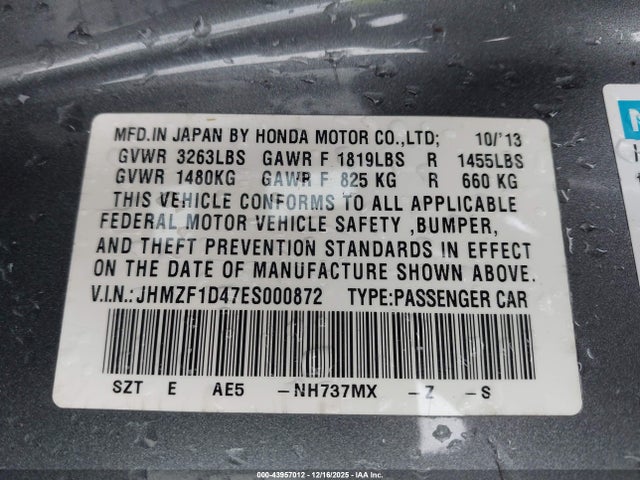 MFD.IN JAPAN BY HONDA MOTOR CO.,LTD; 10/'13
GVWR 3263LBS GAWR F 1819LBS R 1455LBS
GVWR 1480KG GAWR F 825 KG R 660 KG
THIS VEHICLE CONFORMS TO ALL APPLICABLE
FEDERAL MOTOR VEHICLE SAFETY ,BUMPER,
AND THEFT PREVENTION STANDARDS IN EFFECT
ON THE DATE OF MANUFACTURE SHOWN ABOVE.
V.I.N.: JHMZF1D47ES000872 TYPE:PASSENGER CAR
SZT E AE5 -NH737MX -Z -S
000-43957012 - 12/16/2025 - IAA Inc.